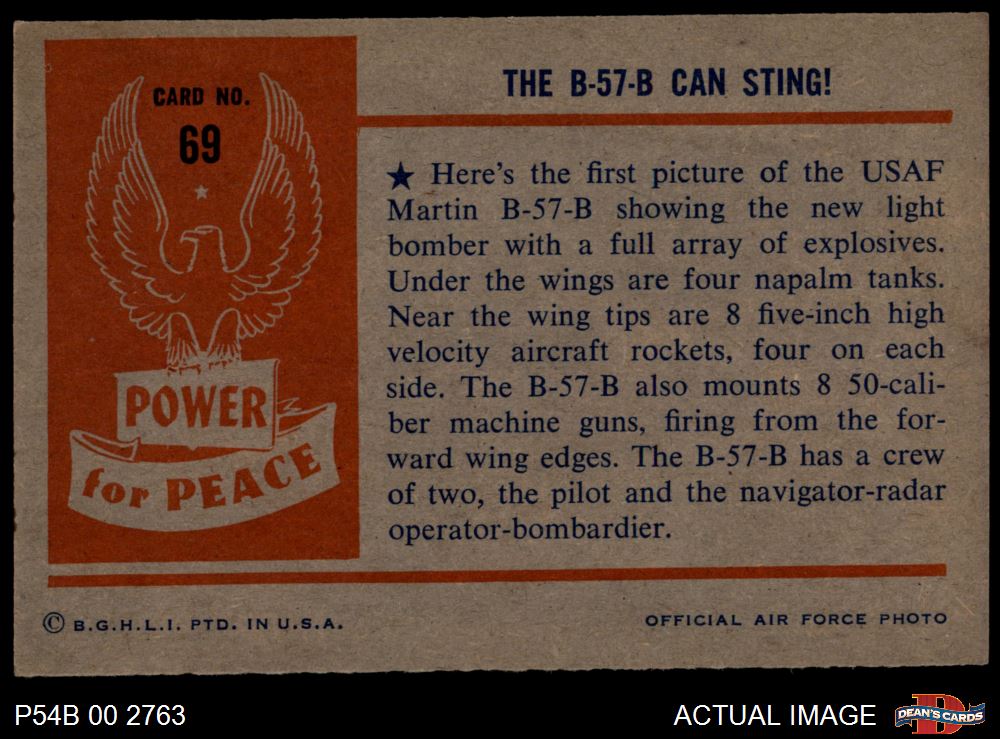 CARD NO.
69
POWER
for PEACE
THE B-57-B CAN STING!
★ Here's the first picture of the USAF
Martin B-57-B showing the new light
bomber with a full array of explosives.
Under the wings are four napalm tanks.
Near the wing tips are 8 five-inch high
velocity aircraft rockets, four on each
side. The B-57-B also mounts 8 50-cali-
ber machine guns, firing from the for-
ward wing edges. The B-57-B has a crew
of two, the pilot and the navigator-radar
operator-bombardier.
© B.G.H.L.I. PTD. IN U.S.A.
OFFICIAL AIR FORCE PHOTO
P54B 00 2763
ACTUAL IMAGE
D
DEAN'S CARDS